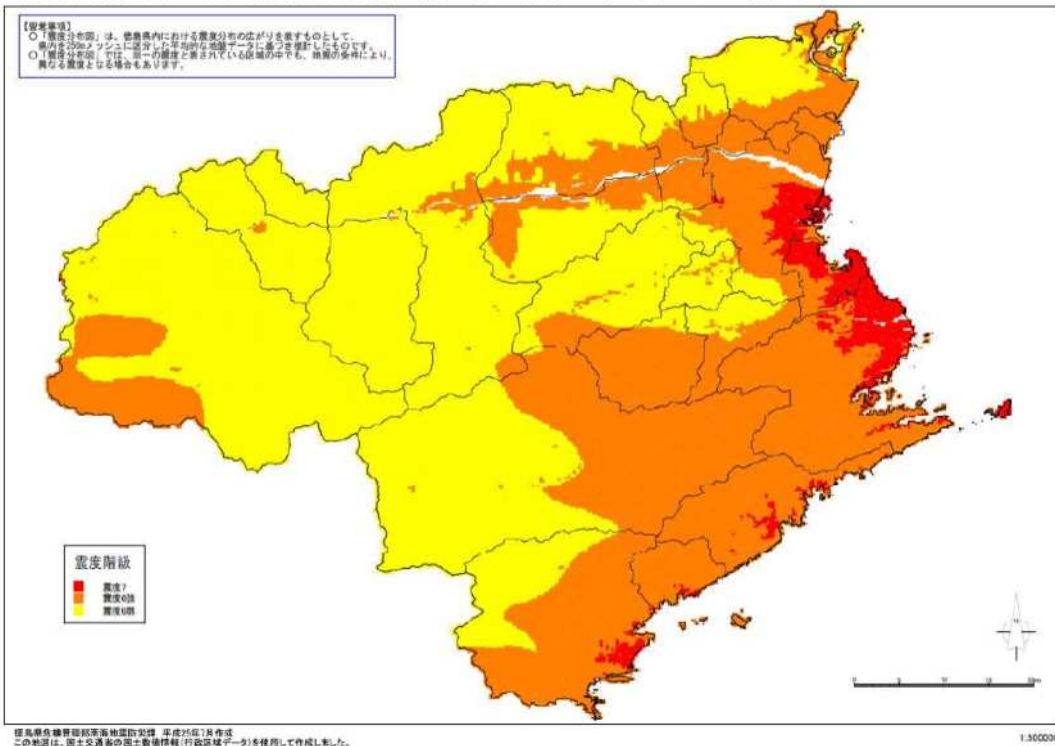 【留意事項】
○「震度分布図」は、徳島県内における震度分布の広がりを表すものとして、
県内を250mメッシュに区分した平均的な地盤データに基づき推計したものです。
○「震度分布図」では、同一の震度と表されている区域の中でも、地盤の条件により、
異なる震度となる場合もあります。
震度階級
震度7
震度6強
震度6弱
徳島県危機管理部南海地震防災課 平成25年7月作成
この地図は、国土交通省の国土数値情報(行政区域データ)を使用して作成しました。